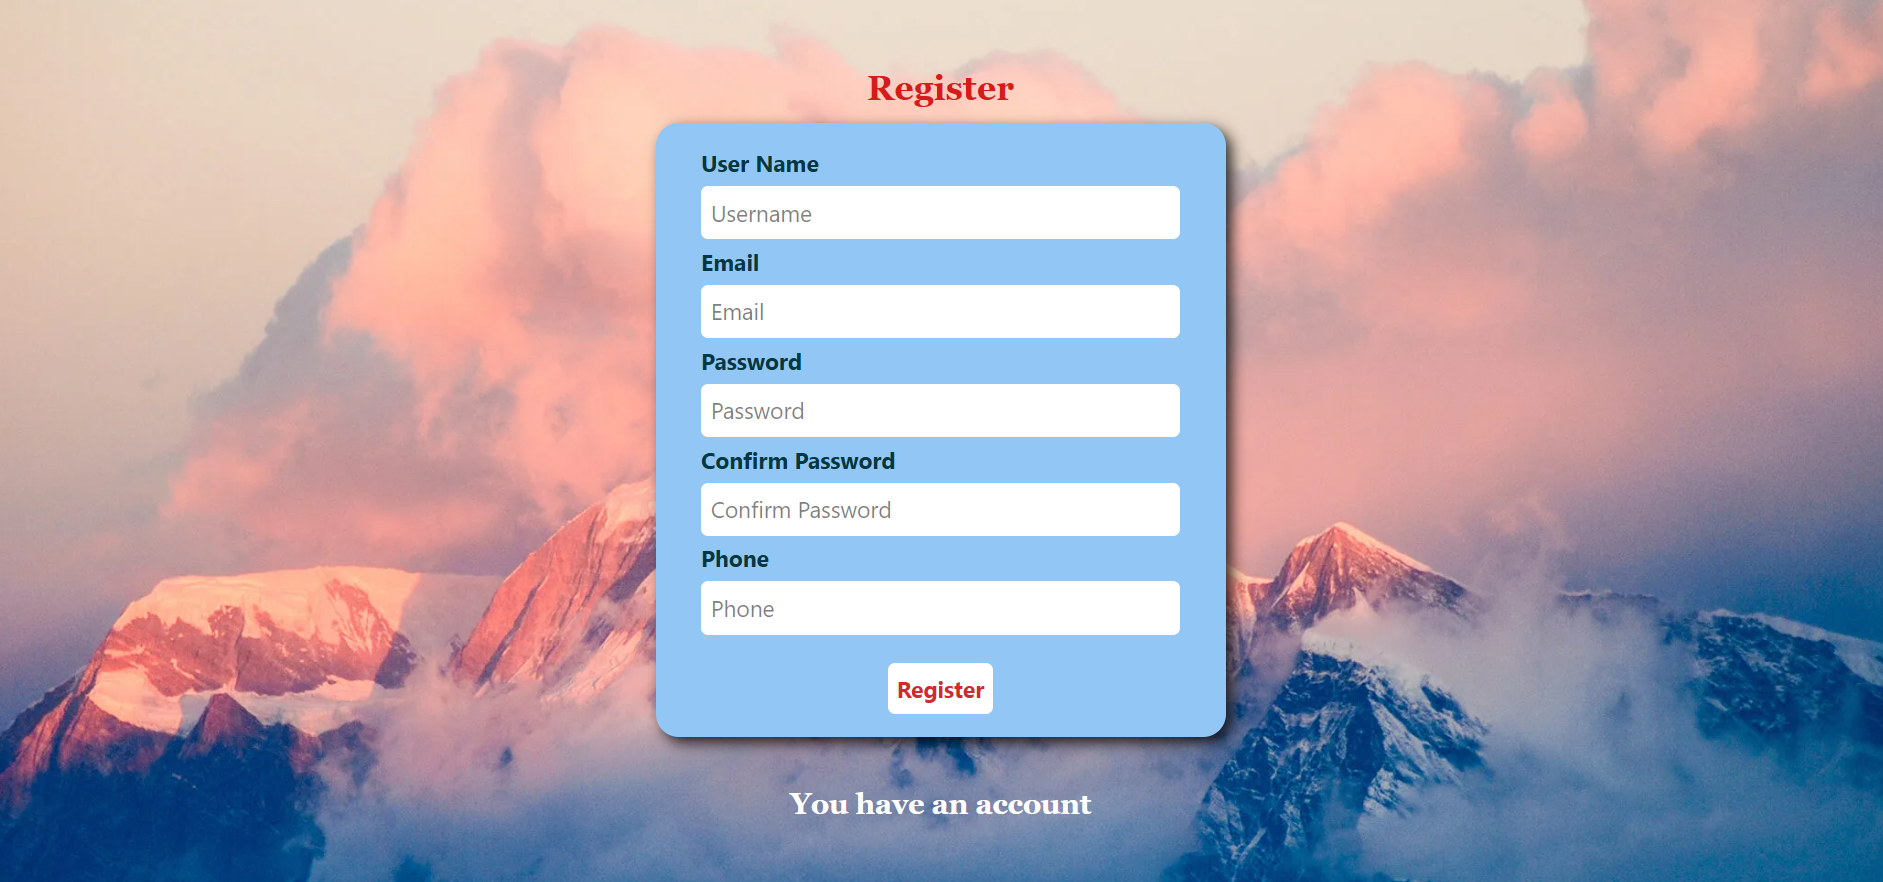 Register
User Name
Username
Email
Email
Password
Password
Confirm Password
Confirm Password
Phone
Phone
Register
You have an account